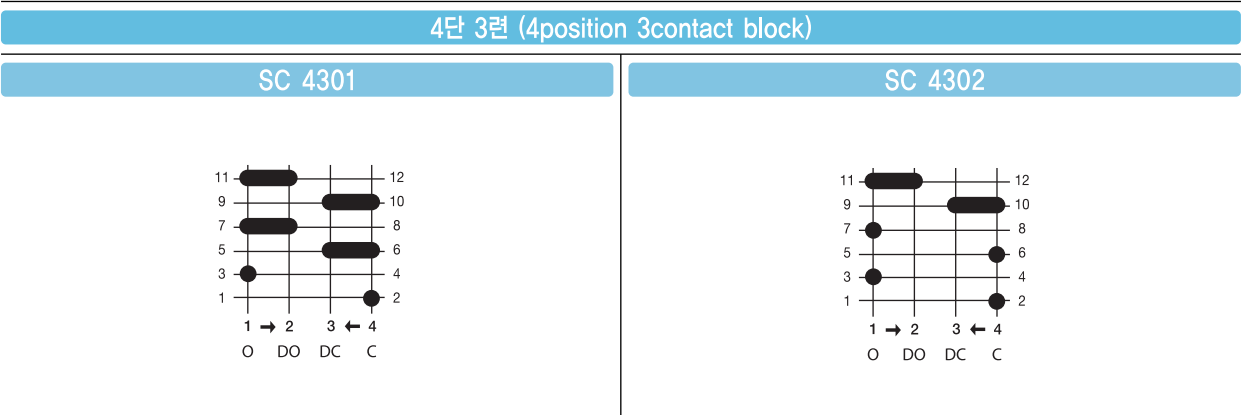 4단 3련 (4position 3contact block)
SC 4301
11 12
9 10
7 8
5 6
3 4
1 2
1 → 2 3 ← 4
O DO DC C
SC 4302
11 12
9 10
7 8
5 6
3 4
1 2
1 → 2 3 ← 4
O DO DC C